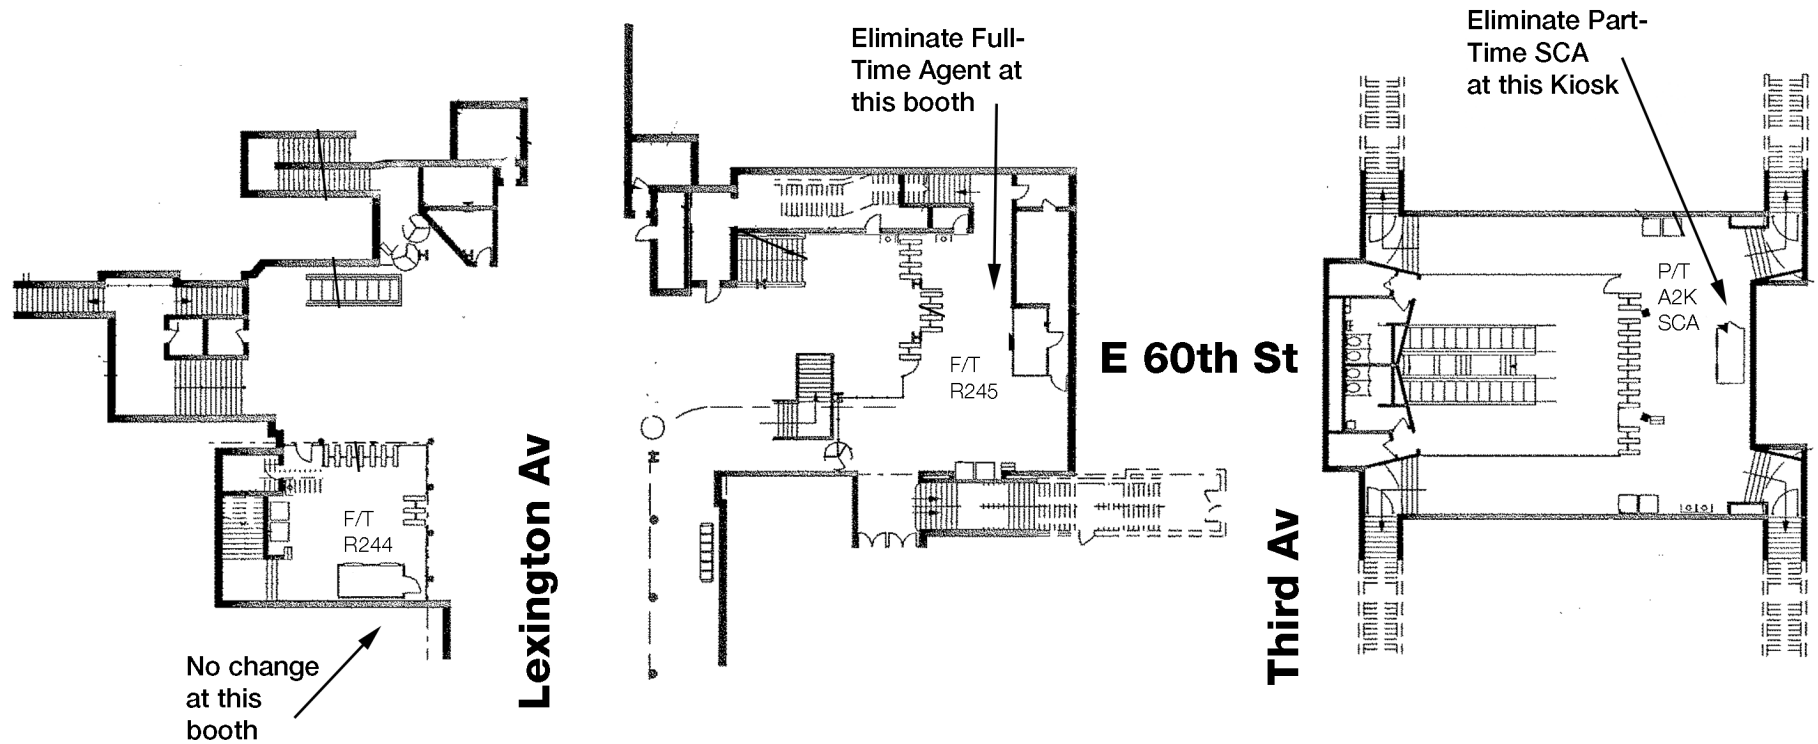 Eliminate Full-
Time Agent at
this booth
Eliminate Part-
Time SCA
at this Kiosk
P/T
A2K
SCA
E 60th St
F/T
R245
F/T
R244
Lexington Av
Third Av
No change
at this
booth